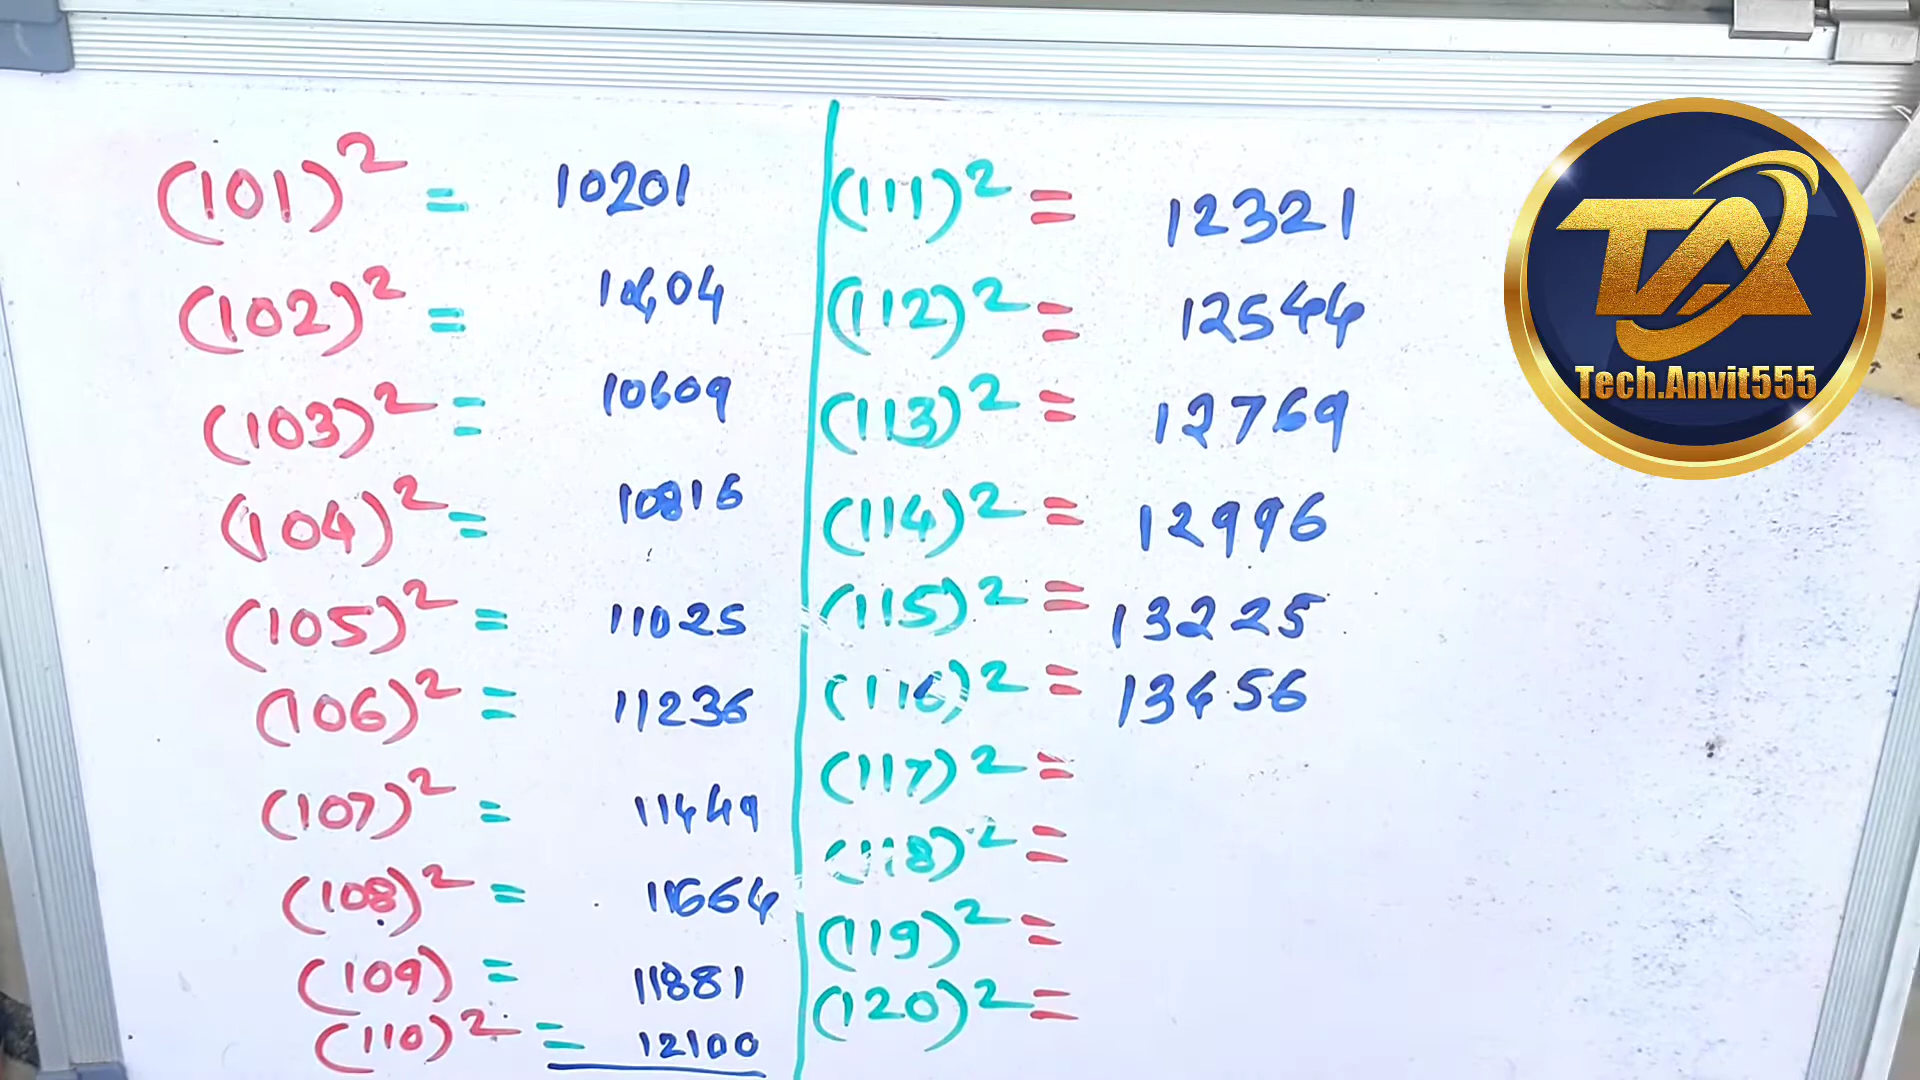 (101)² = 10201
(102)² = 10404
(103)² = 10609
(104)² = 10816
(105)² = 11025
(106)² = 11236
(107)² = 11449
(108)² = 11664
(109) = 11881
(110)² = 12100
(111)² = 12321
(112)² = 12544
(113)² = 12769
(114)² = 12996
(115)² = 13225
(116)² = 13456
(117)² =
(118)² =
(119)² =
(120)² =
TA
Tech.Anvit555